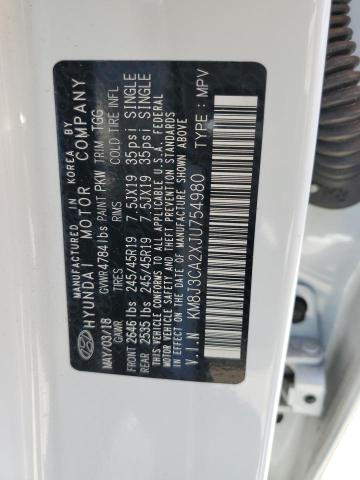 MANUFACTURED IN KOREA BY
HYUNDAI MOTOR COMPANY
MAY/03/18 GVWR 4784 lbs PAINT PKW TRIM TGG
GAWR TIRES RIMS COLD TIRE INFL
FRONT 2646 lbs 245/45R19 7.5JX19 35psi SINGLE
REAR 2535 lbs 245/45R19 7.5JX19 35psi SINGLE
THIS VEHICLE CONFORMS TO ALL APPLICABLE U.S.A. FEDERAL
MOTOR VEHICLE SAFETY BUMPER, AND THEFT PREVENTION
STANDARDS IN EFFECT ON THE DATE OF MANUFACTURE SHOWN ABOVE.
V.I.N KM8J3CA2XJU754980 TYPE : MPV